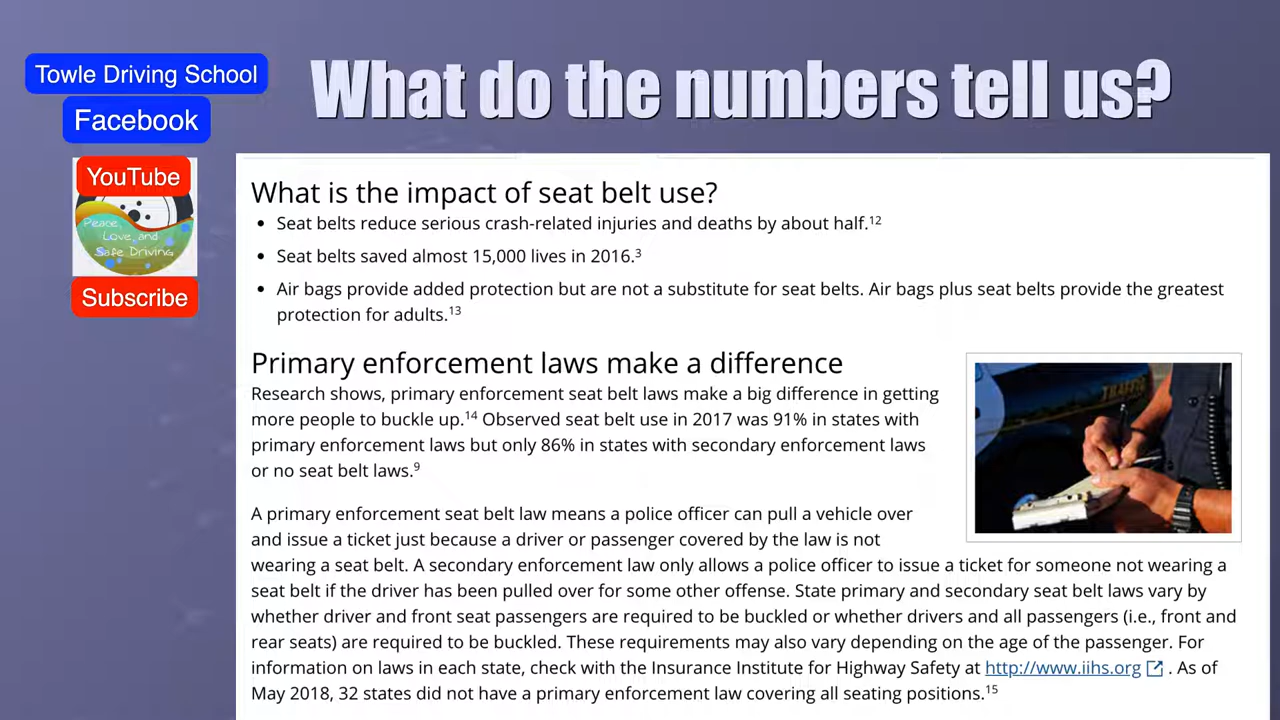 Towle Driving School
Facebook
YouTube
Peace,
Love, and
Safe Driving
Subscribe
What do the numbers tell us?
What is the impact of seat belt use?
• Seat belts reduce serious crash-related injuries and deaths by about half.12
• Seat belts saved almost 15,000 lives in 2016.3
• Air bags provide added protection but are not a substitute for seat belts. Air bags plus seat belts provide the greatest
protection for adults.13
Primary enforcement laws make a difference
Research shows, primary enforcement seat belt laws make a big difference in getting
more people to buckle up.14 Observed seat belt use in 2017 was 91% in states with
primary enforcement laws but only 86% in states with secondary enforcement laws
or no seat belt laws.9
TRAFFIC
A primary enforcement seat belt law means a police officer can pull a vehicle over
and issue a ticket just because a driver or passenger covered by the law is not
wearing a seat belt. A secondary enforcement law only allows a police officer to issue a ticket for someone not wearing a
seat belt if the driver has been pulled over for some other offense. State primary and secondary seat belt laws vary by
whether driver and front seat passengers are required to be buckled or whether drivers and all passengers (i.e., front and
rear seats) are required to be buckled. These requirements may also vary depending on the age of the passenger. For
information on laws in each state, check with the Insurance Institute for Highway Safety at http://www.iihs.org . As of
May 2018, 32 states did not have a primary enforcement law covering all seating positions.15